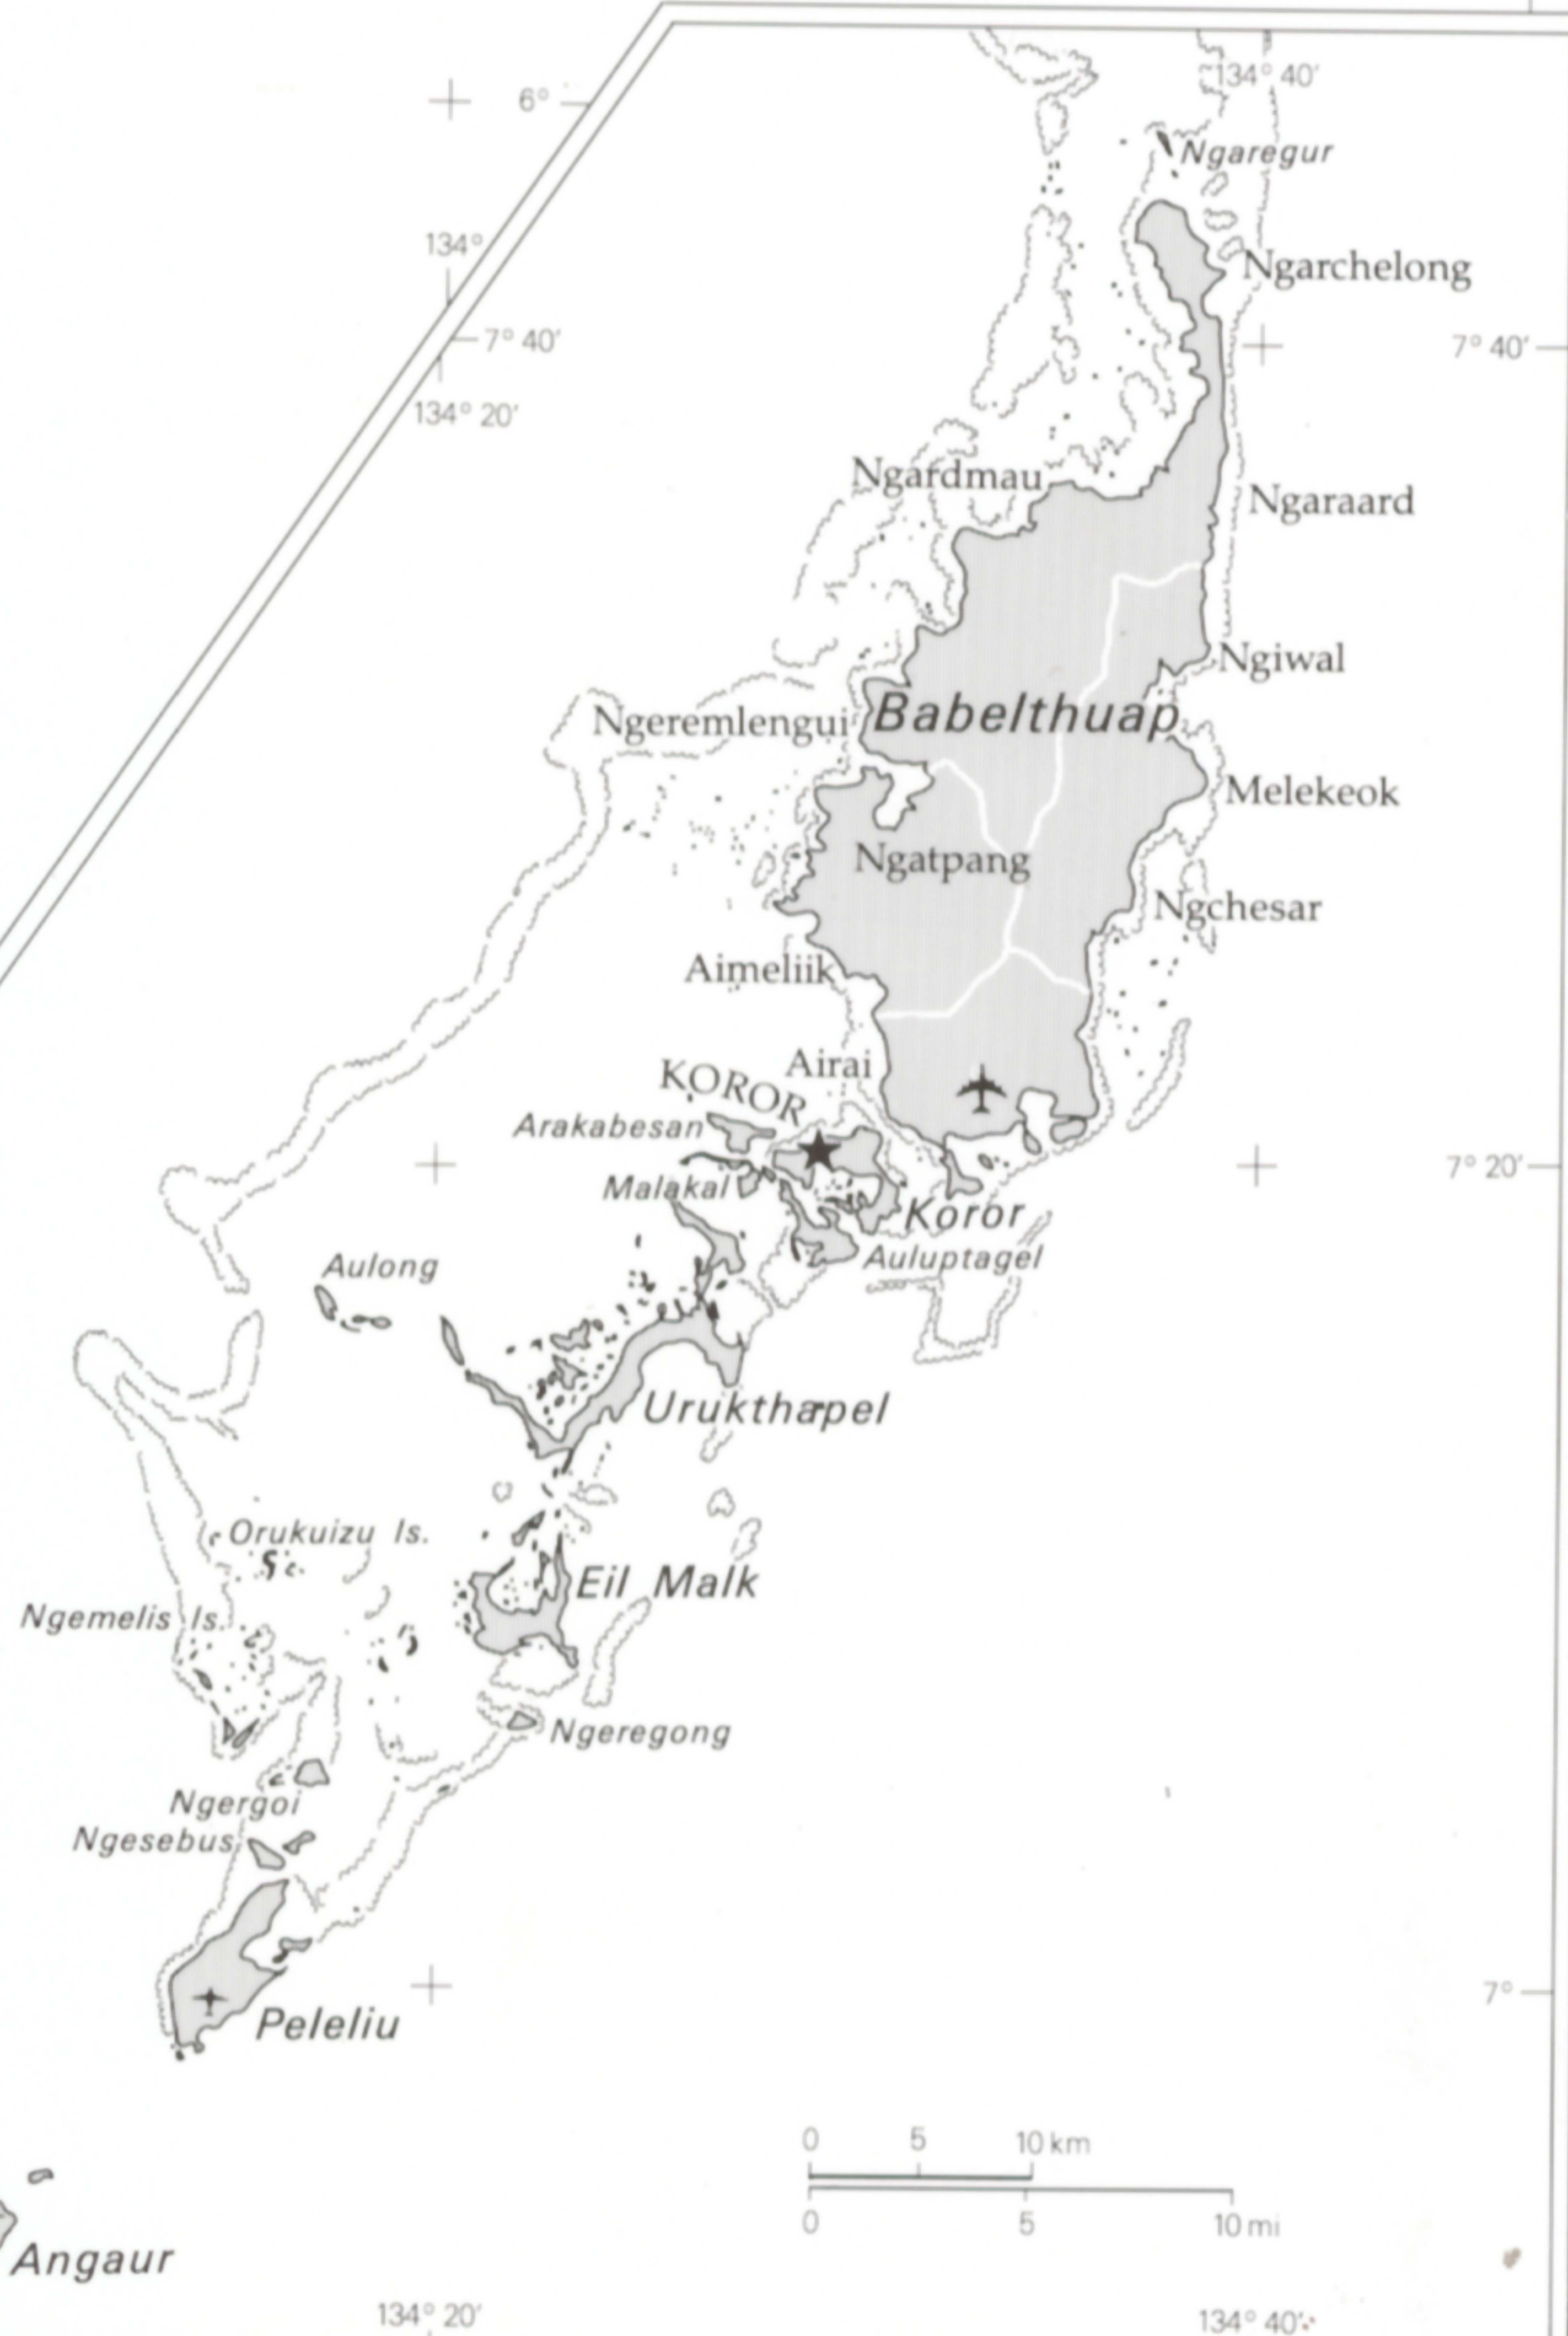 134° 40′
6°
Ngaregur
134°
Ngarchelong
7° 40′
7° 40′
134° 20′
Ngardmau
Ngaraard
Ngiwal
Babelthuap
Ngeremlengui
Melekeok
Ngatpang
Ngchesar
Aimeliik
Airai
KOROR
Arakabesan
7° 20′
Malakal
Koror
Auluptagel
Aulong
Urukthapel
Orukuizu Is.
Eil Malk
Ngemelis Is.
Ngeregong
Ngergoi
Ngesebus
7°
Peleliu
0 5 10 km
0 5 10 mi
Angaur
134° 20′
134° 40′